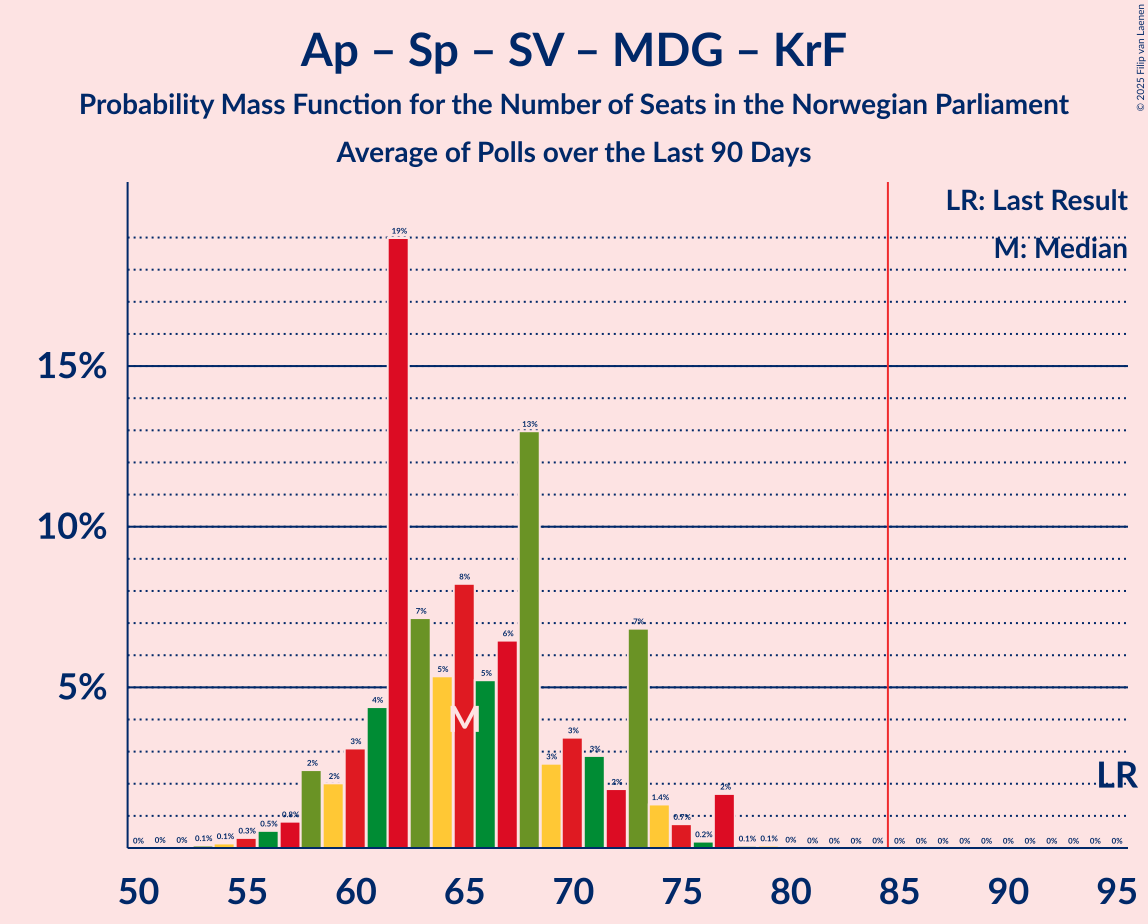 Ap – Sp – SV – MDG – KrF
Probability Mass Function for the Number of Seats in the Norwegian Parliament
Average of Polls over the Last 90 Days
© 2025 Filip van Laenen
LR: Last Result
M: Median
15%
10%
5%
0% 0% 0% 0.1% 0.1% 0.3% 0.5% 0.8% 2% 2% 3% 4% 19% 7% 5% 8% 5% 6% 13% 3% 3% 3% 2% 7% 1.4% 0.7% 0.2% 2% 0.1% 0.1% 0% 0% 0% 0% 0% 0% 0% 0% 0% 0% 0% 0% 0% 0% 0% 0%
M
LR
50 55 60 65 70 75 80 85 90 95